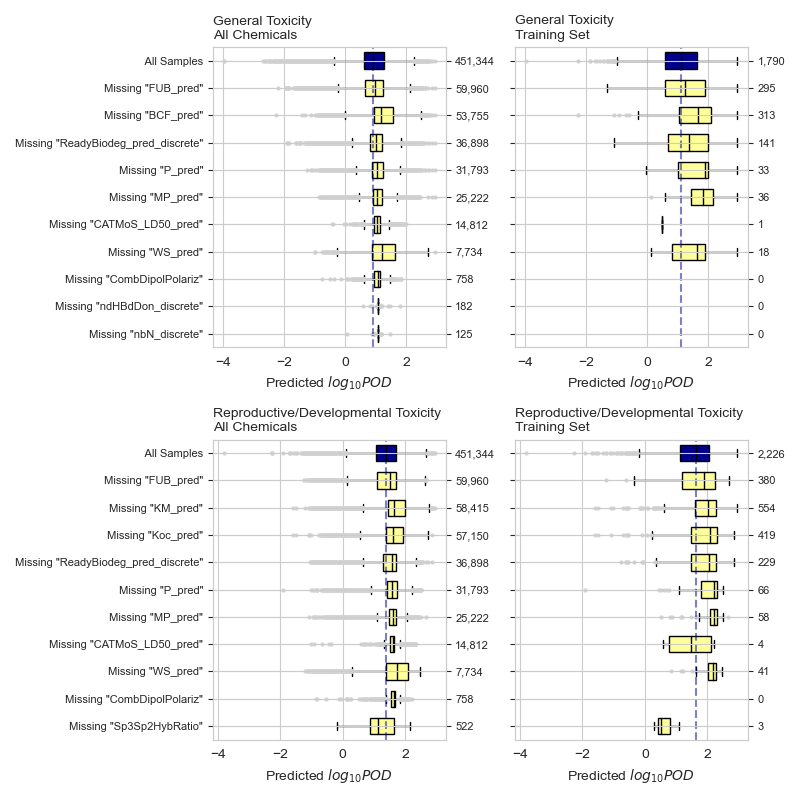 General Toxicity
All Chemicals
All Samples 451,344
Missing "FUB_pred" 59,960
Missing "BCF_pred" 53,755
Missing "ReadyBiodeg_pred_discrete" 36,898
Missing "P_pred" 31,793
Missing "MP_pred" 25,222
Missing "CATMoS_LD50_pred" 14,812
Missing "WS_pred" 7,734
Missing "CombDipolPolariz" 758
Missing "ndHBdDon_discrete" 182
Missing "nbN_discrete" 125
−4 −2 0 2
Predicted log10POD
General Toxicity
Training Set
1,790
295
313
141
33
36
1
18
0
0
0
−4 −2 0 2
Predicted log10POD
Reproductive/Developmental Toxicity
All Chemicals
All Samples 451,344
Missing "FUB_pred" 59,960
Missing "KM_pred" 58,415
Missing "Koc_pred" 57,150
Missing "ReadyBiodeg_pred_discrete" 36,898
Missing "P_pred" 31,793
Missing "MP_pred" 25,222
Missing "CATMoS_LD50_pred" 14,812
Missing "WS_pred" 7,734
Missing "CombDipolPolariz" 758
Missing "Sp3Sp2HybRatio" 522
−4 −2 0 2
Predicted log10POD
Reproductive/Developmental Toxicity
Training Set
2,226
380
554
419
229
66
58
4
41
0
3
−4 −2 0 2
Predicted log10POD